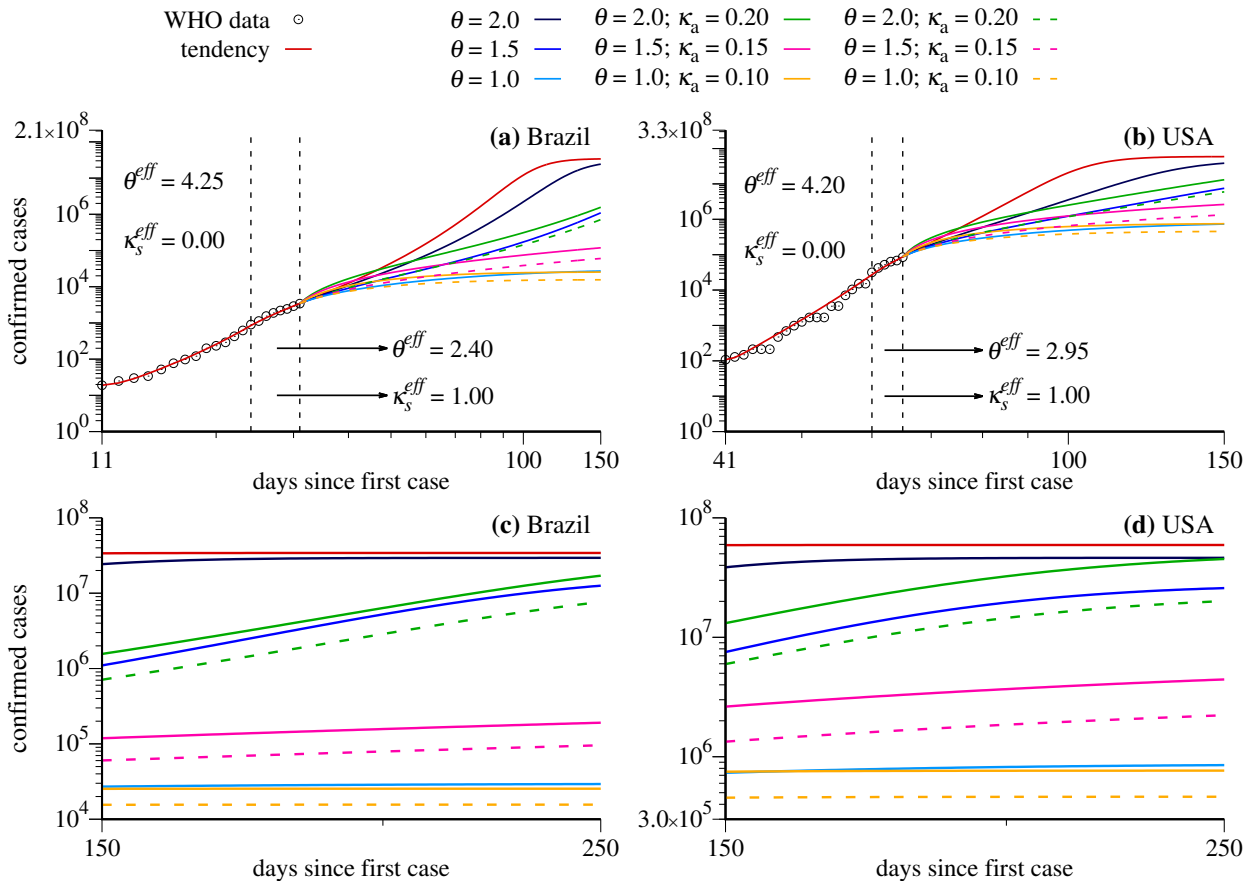 WHO data
tendency
θ = 2.0
θ = 1.5
θ = 1.0
θ = 2.0; κa = 0.20
θ = 1.5; κa = 0.15
θ = 1.0; κa = 0.10
θ = 2.0; κa = 0.20
θ = 1.5; κa = 0.15
θ = 1.0; κa = 0.10
(a) Brazil
2.1×10^8
10^6
10^4
10^2
10^0
confirmed cases
θ^eff = 4.25
κs^eff = 0.00
θ^eff = 2.40
κs^eff = 1.00
11
100
150
days since first case
(b) USA
3.3×10^8
10^6
10^4
10^2
10^0
θ^eff = 4.20
κs^eff = 0.00
θ^eff = 2.95
κs^eff = 1.00
41
100
150
days since first case
(c) Brazil
10^8
10^7
10^6
10^5
10^4
confirmed cases
150
250
days since first case
(d) USA
10^8
10^7
10^6
3.0×10^5
150
250
days since first case